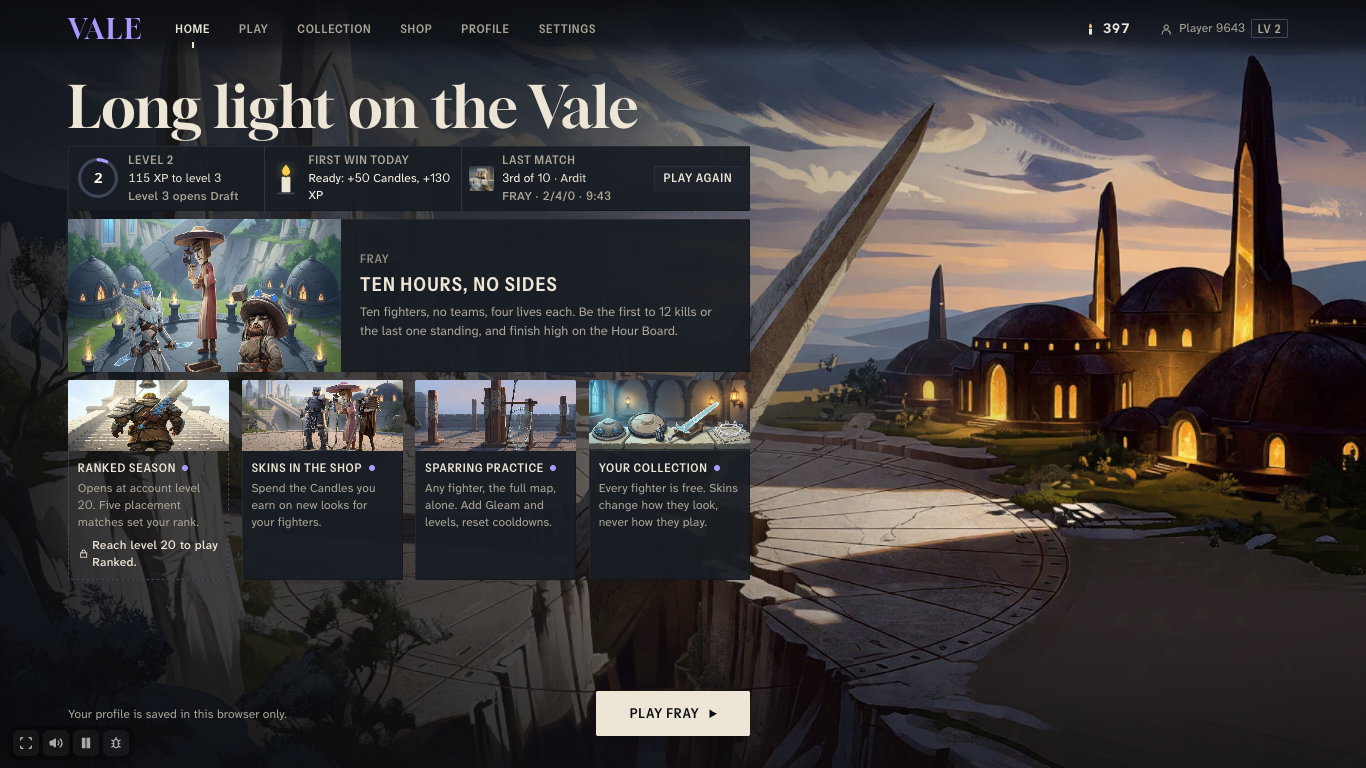 VALE
HOME
PLAY
COLLECTION
SHOP
PROFILE
SETTINGS
397
Player 9643
LV 2
Long light on the Vale
2
LEVEL 2
115 XP to level 3
Level 3 opens Draft
FIRST WIN TODAY
Ready: +50 Candles, +130
XP
LAST MATCH
3rd of 10 · Ardit
FRAY · 2/4/0 · 9:43
PLAY AGAIN
FRAY
TEN HOURS, NO SIDES
Ten fighters, no teams, four lives each. Be the first to 12 kills or
the last one standing, and finish high on the Hour Board.
RANKED SEASON
Opens at account level
20. Five placement
matches set your rank.
Reach level 20 to play
Ranked.
SKINS IN THE SHOP
Spend the Candles you
earn on new looks for
your fighters.
SPARRING PRACTICE
Any fighter, the full map,
alone. Add Gleam and
levels, reset cooldowns.
YOUR COLLECTION
Every fighter is free. Skins
change how they look,
never how they play.
Your profile is saved in this browser only.
PLAY FRAY